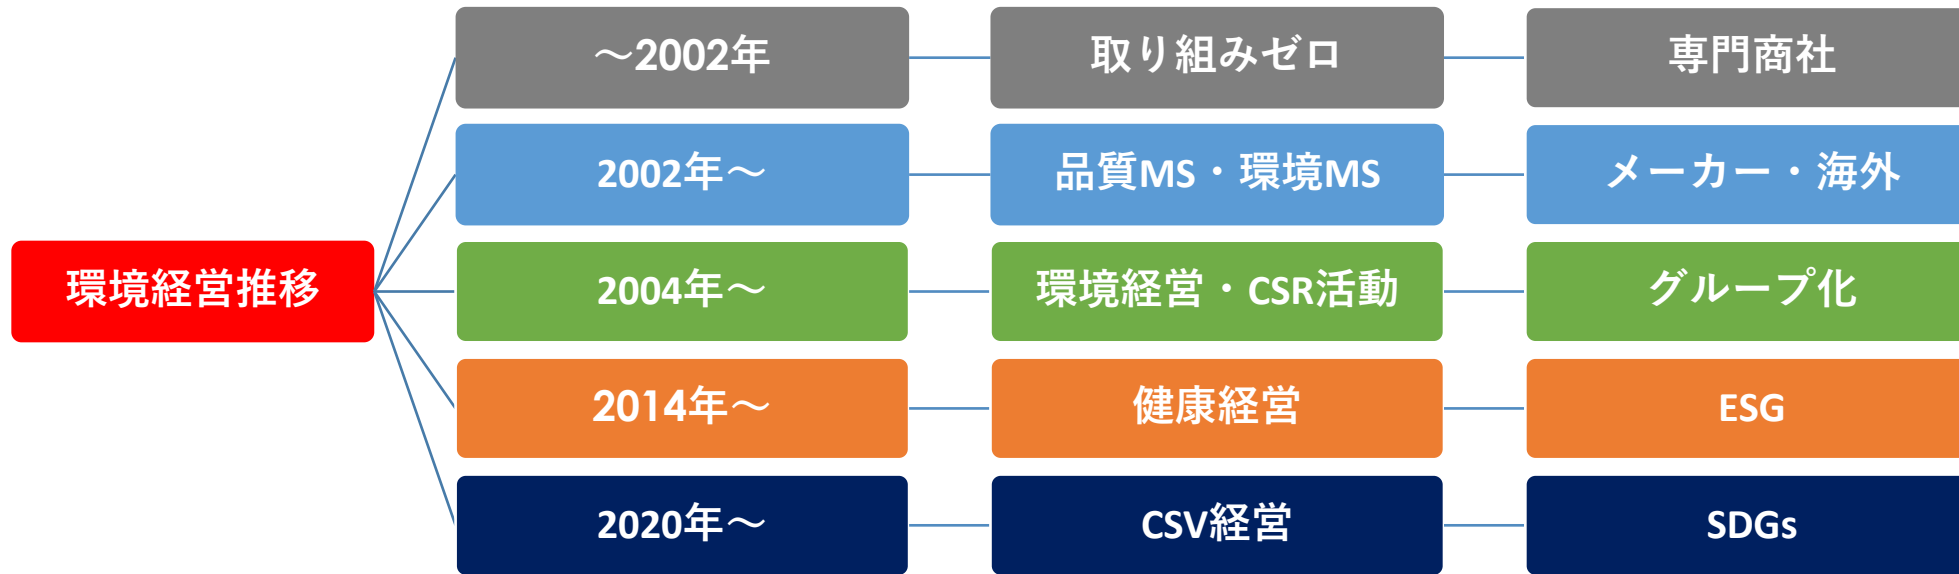 ～2002年
取り組みゼロ
専門商社
2002年～
品質MS・環境MS
メーカー・海外
環境経営推移
2004年～
環境経営・CSR活動
グループ化
2014年～
健康経営
ESG
2020年～
CSV経営
SDGs